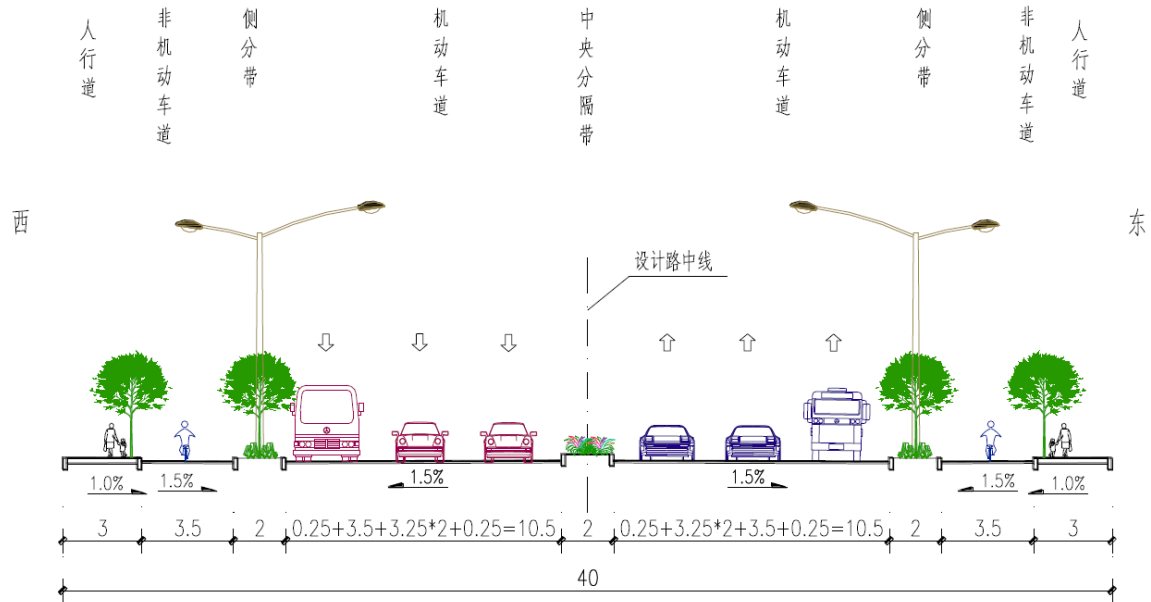 人行道
非机动车道
侧分带
机动车道
中央分隔带
机动车道
侧分带
非机动车道
人行道
西
东
设计路中线
1.0%
1.5%
1.5%
1.5%
1.5%
1.0%
3
3.5
2
0.25+3.5+3.25*2+0.25=10.5
2
0.25+3.25*2+3.5+0.25=10.5
2
3.5
3
40